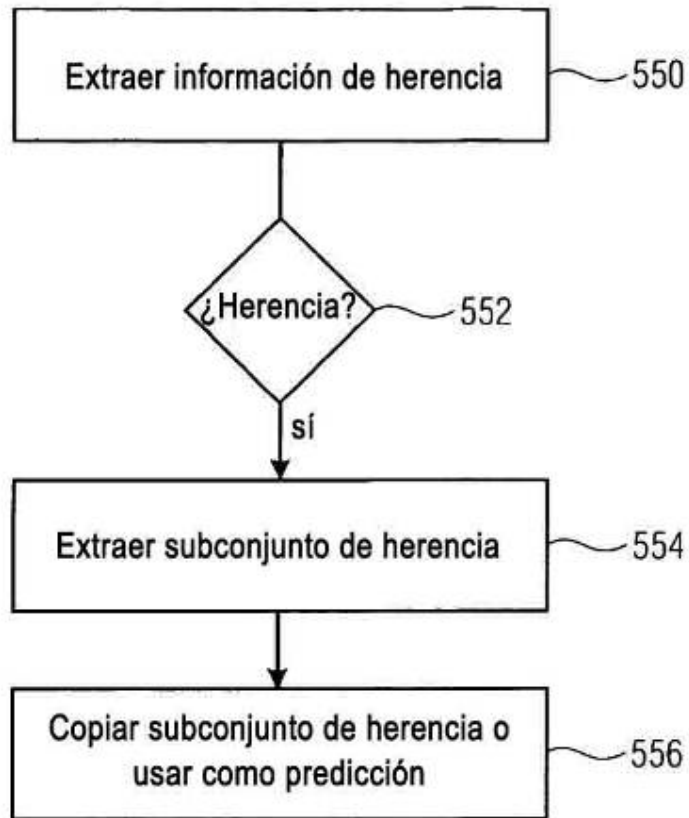 Extraer información de herencia
550
¿Herencia?
552
sí
Extraer subconjunto de herencia
554
Copiar subconjunto de herencia o
usar como predicción
556